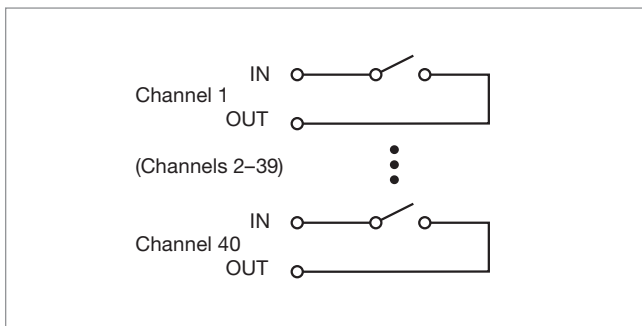 IN
Channel 1
OUT
(Channels 2–39)
IN
Channel 40
OUT